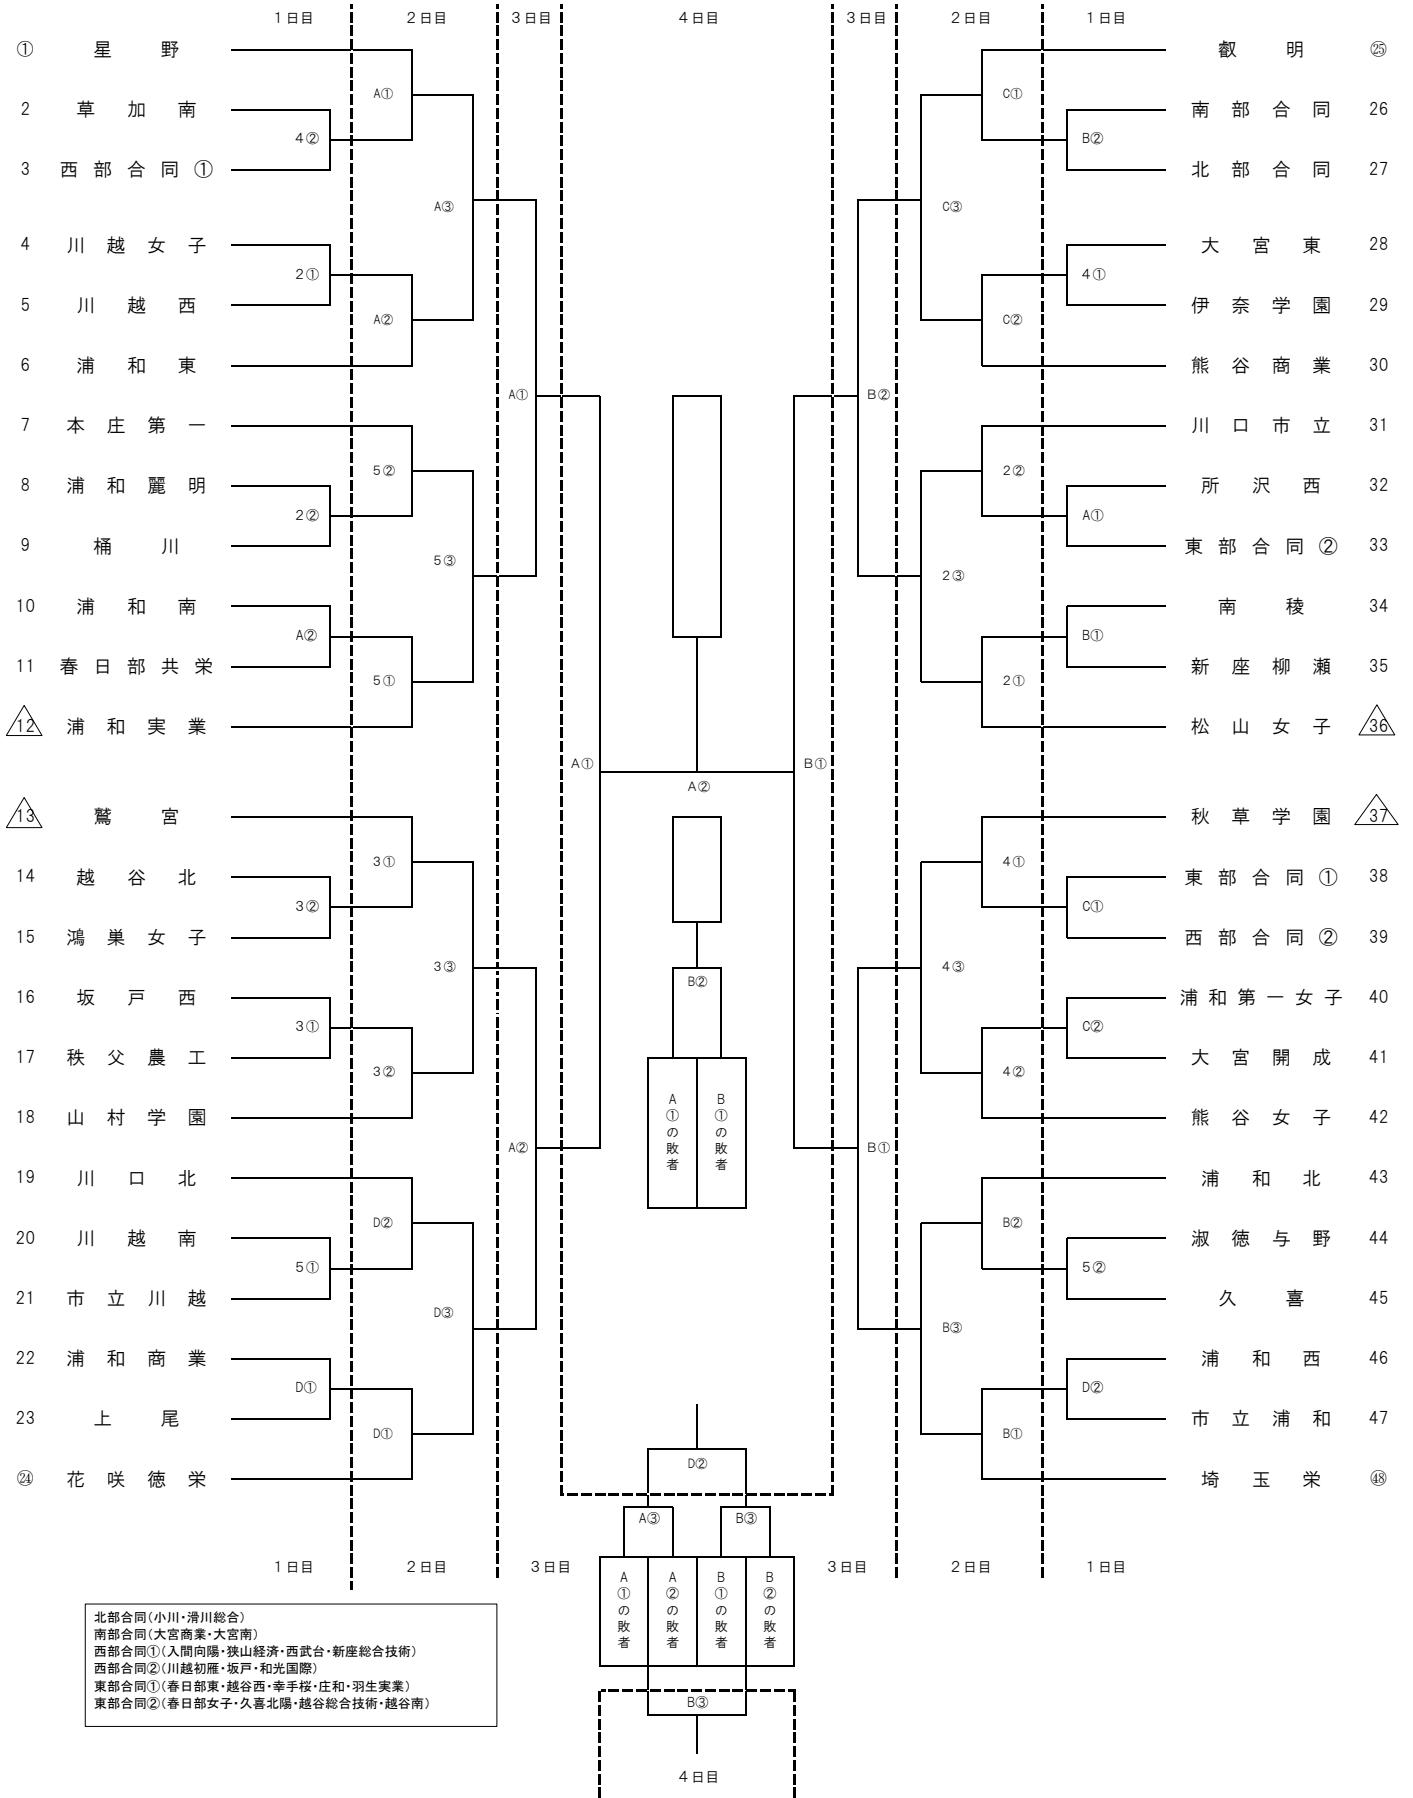 1日目 2日目 3日目 4日目 3日目 2日目 1日目
① 星野 叡明 ㉕
A① C①
2 草加南 南部合同 26
4② B②
3 西部合同① 北部合同 27
A③ C③
4 川越女子 大宮東 28
2① 4①
5 川越西 伊奈学園 29
A② C②
6 浦和東 熊谷商業 30
A① B②
7 本庄第一 川口市立 31
5② 2②
8 浦和麗明 所沢西 32
2② A①
9 桶川 東部合同② 33
5③ 2③
10 浦和南 南稜 34
A② B①
11 春日部共栄 新座柳瀬 35
5① 2①
12 浦和実業 松山女子 36
A① B①
A②
13 鷲宮 秋草学園 37
3① 4①
14 越谷北 東部合同① 38
3② C①
15 鴻巣女子 西部合同② 39
3③ 4③
B②
16 坂戸西 浦和第一女子 40
3① C②
17 秩父農工 大宮開成 41
3② 4②
18 山村学園 熊谷女子 42
A①の敗者 B①の敗者
A② B①
19 川口北 浦和北 43
D② B②
20 川越南 淑徳与野 44
5① 5②
21 市立川越 久喜 45
D③ B③
22 浦和商業 浦和西 46
D① D②
23 上尾 市立浦和 47
D① B①
D②
㉔ 花咲徳栄 埼玉栄 ㊽
A③ B③
1日目 2日目 3日目 3日目 2日目 1日目
A①の敗者 A②の敗者 B①の敗者 B②の敗者
北部合同(小川・滑川総合)
南部合同(大宮商業・大宮南)
西部合同①(入間向陽・狭山経済・西武台・新座総合技術)
西部合同②(川越初雁・坂戸・和光国際)
東部合同①(春日部東・越谷西・幸手桜・庄和・羽生実業)
東部合同②(春日部女子・久喜北陽・越谷総合技術・越谷南)
B③
4日目